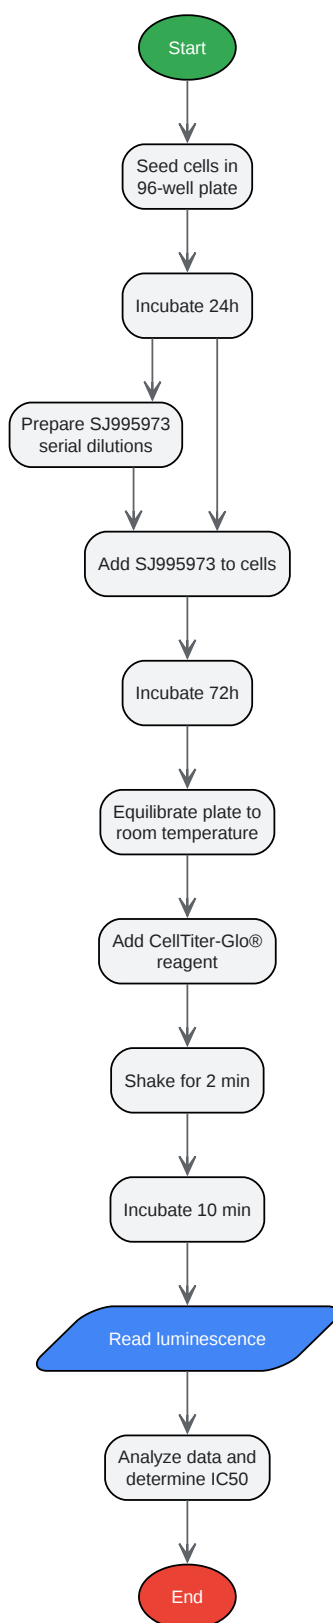 Start
Seed cells in
96-well plate
Incubate 24h
Prepare SJ995973
serial dilutions
Add SJ995973 to cells
Incubate 72h
Equilibrate plate to
room temperature
Add CellTiter-Glo®
reagent
Shake for 2 min
Incubate 10 min
Read luminescence
Analyze data and
determine IC50
End